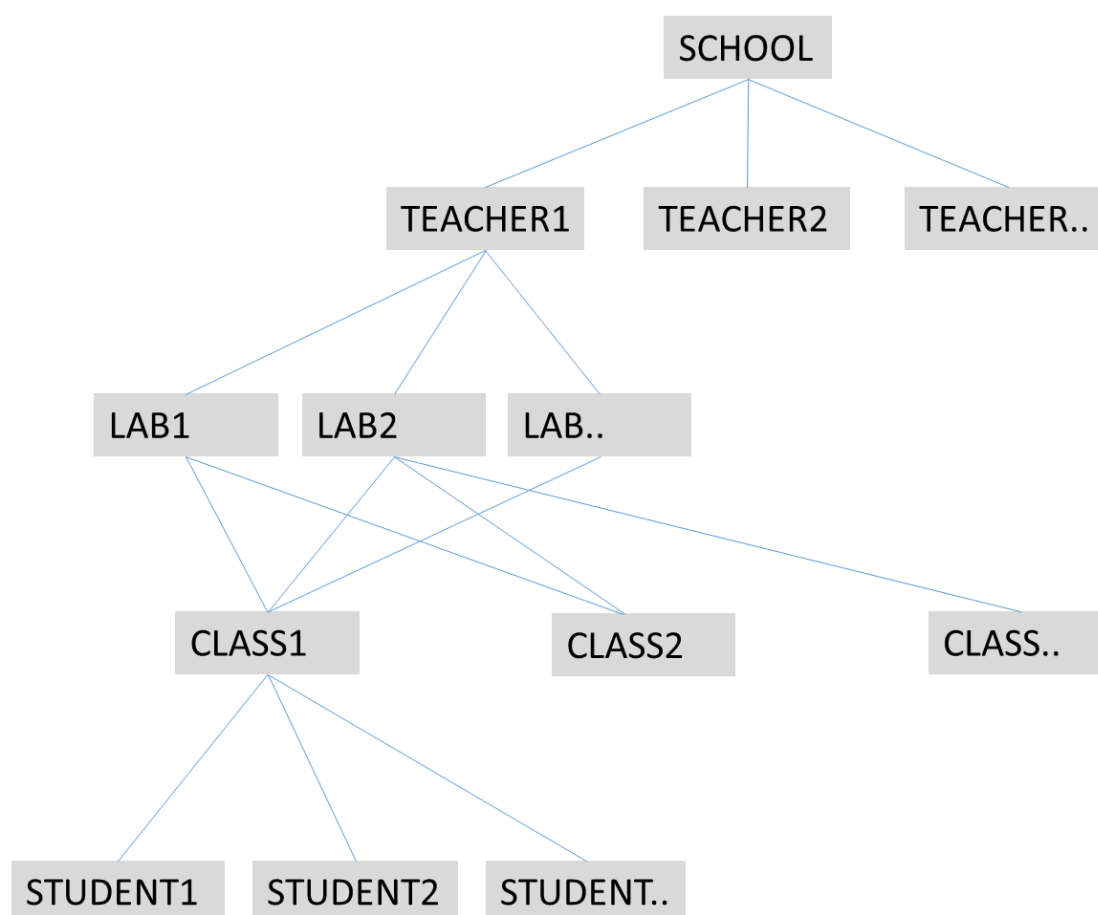 SCHOOL
TEACHER1
TEACHER2
TEACHER..
LAB1
LAB2
LAB..
CLASS1
CLASS2
CLASS..
STUDENT1
STUDENT2
STUDENT..